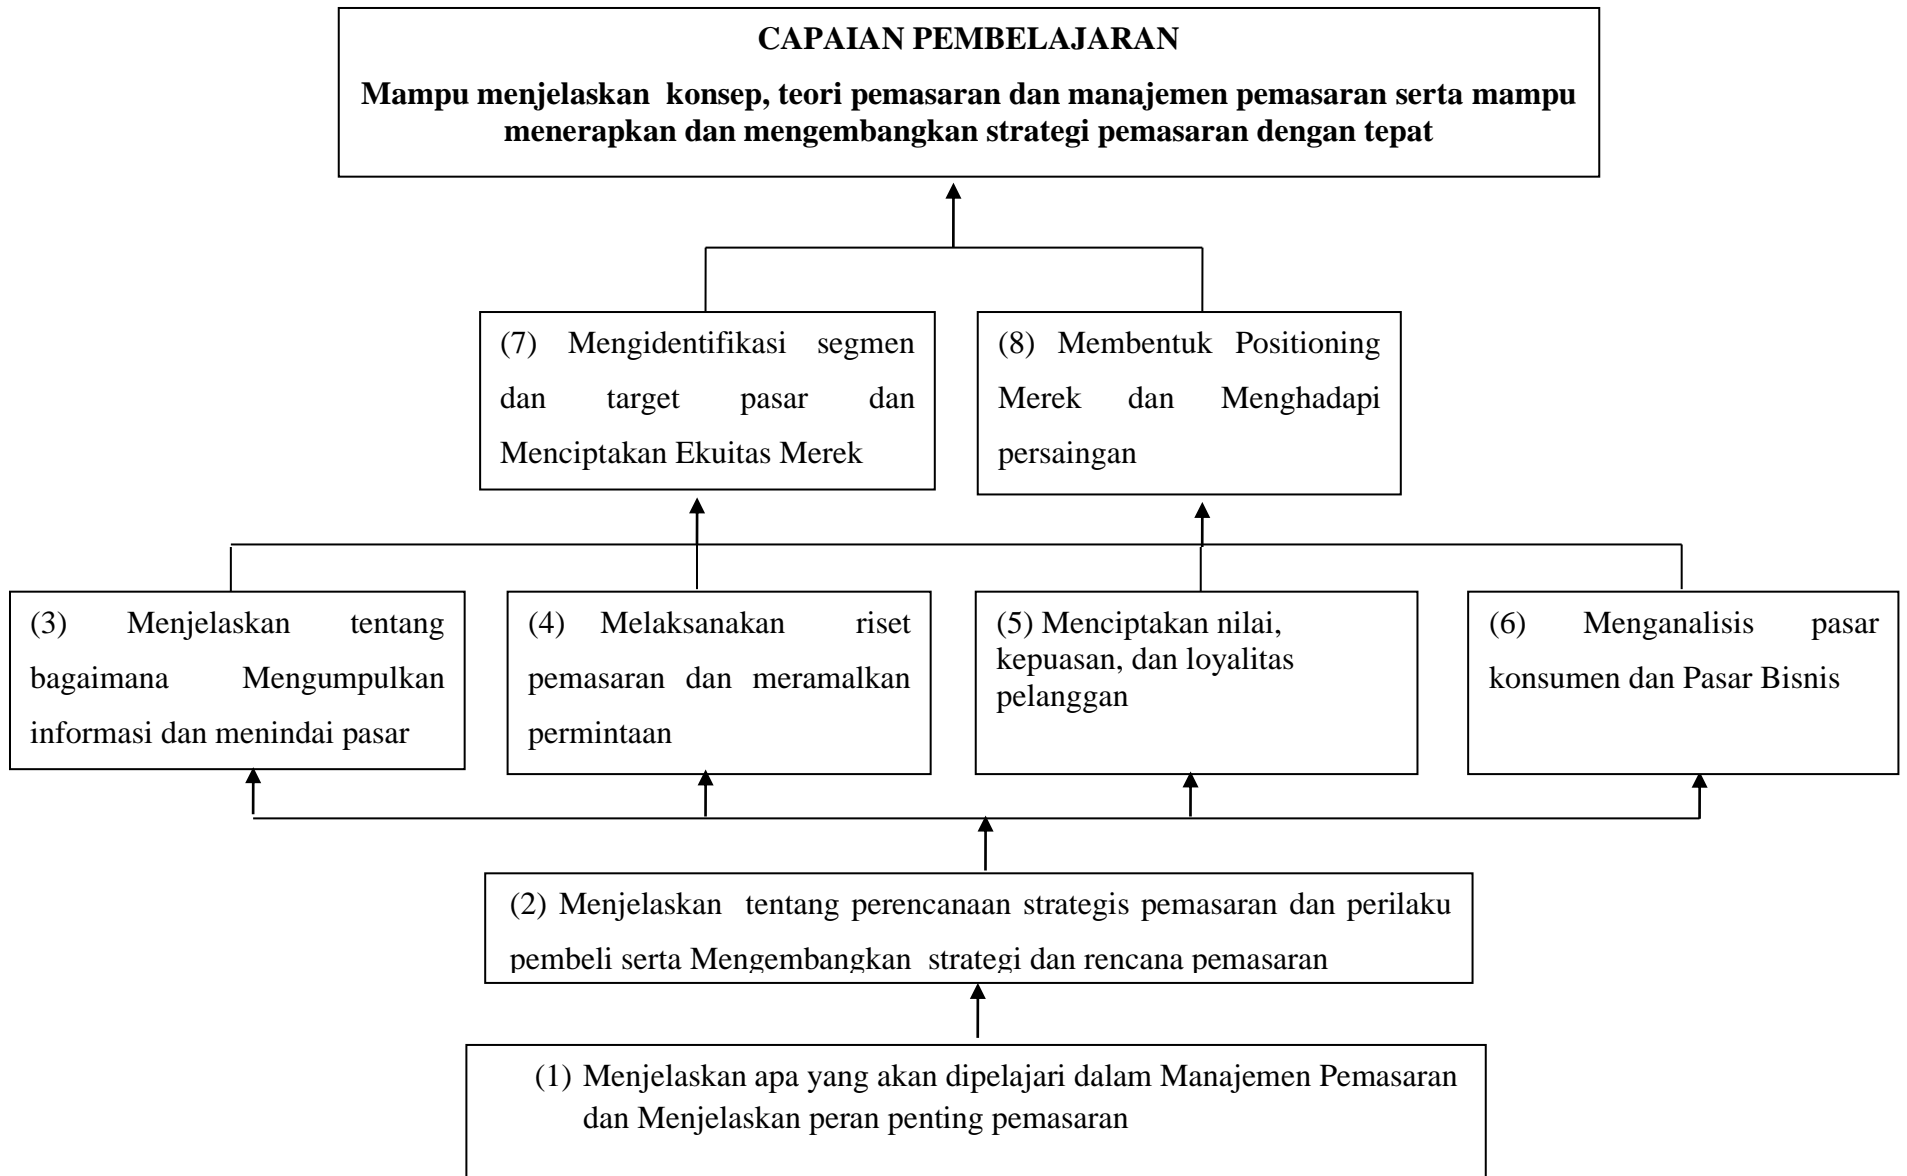 CAPAIAN PEMBELAJARAN
Mampu menjelaskan konsep, teori pemasaran dan manajemen pemasaran serta mampu
menerapkan dan mengembangkan strategi pemasaran dengan tepat
(7) Mengidentifikasi segmen
dan target pasar dan
Menciptakan Ekuitas Merek
(8) Membentuk Positioning
Merek dan Menghadapi
persaingan
(3) Menjelaskan tentang
bagaimana Mengumpulkan
informasi dan menindai pasar
(4) Melaksanakan riset
pemasaran dan meramalkan
permintaan
(5) Menciptakan nilai,
kepuasan, dan loyalitas
pelanggan
(6) Menganalisis pasar
konsumen dan Pasar Bisnis
(2) Menjelaskan tentang perencanaan strategis pemasaran dan perilaku
pembeli serta Mengembangkan strategi dan rencana pemasaran
(1) Menjelaskan apa yang akan dipelajari dalam Manajemen Pemasaran
dan Menjelaskan peran penting pemasaran